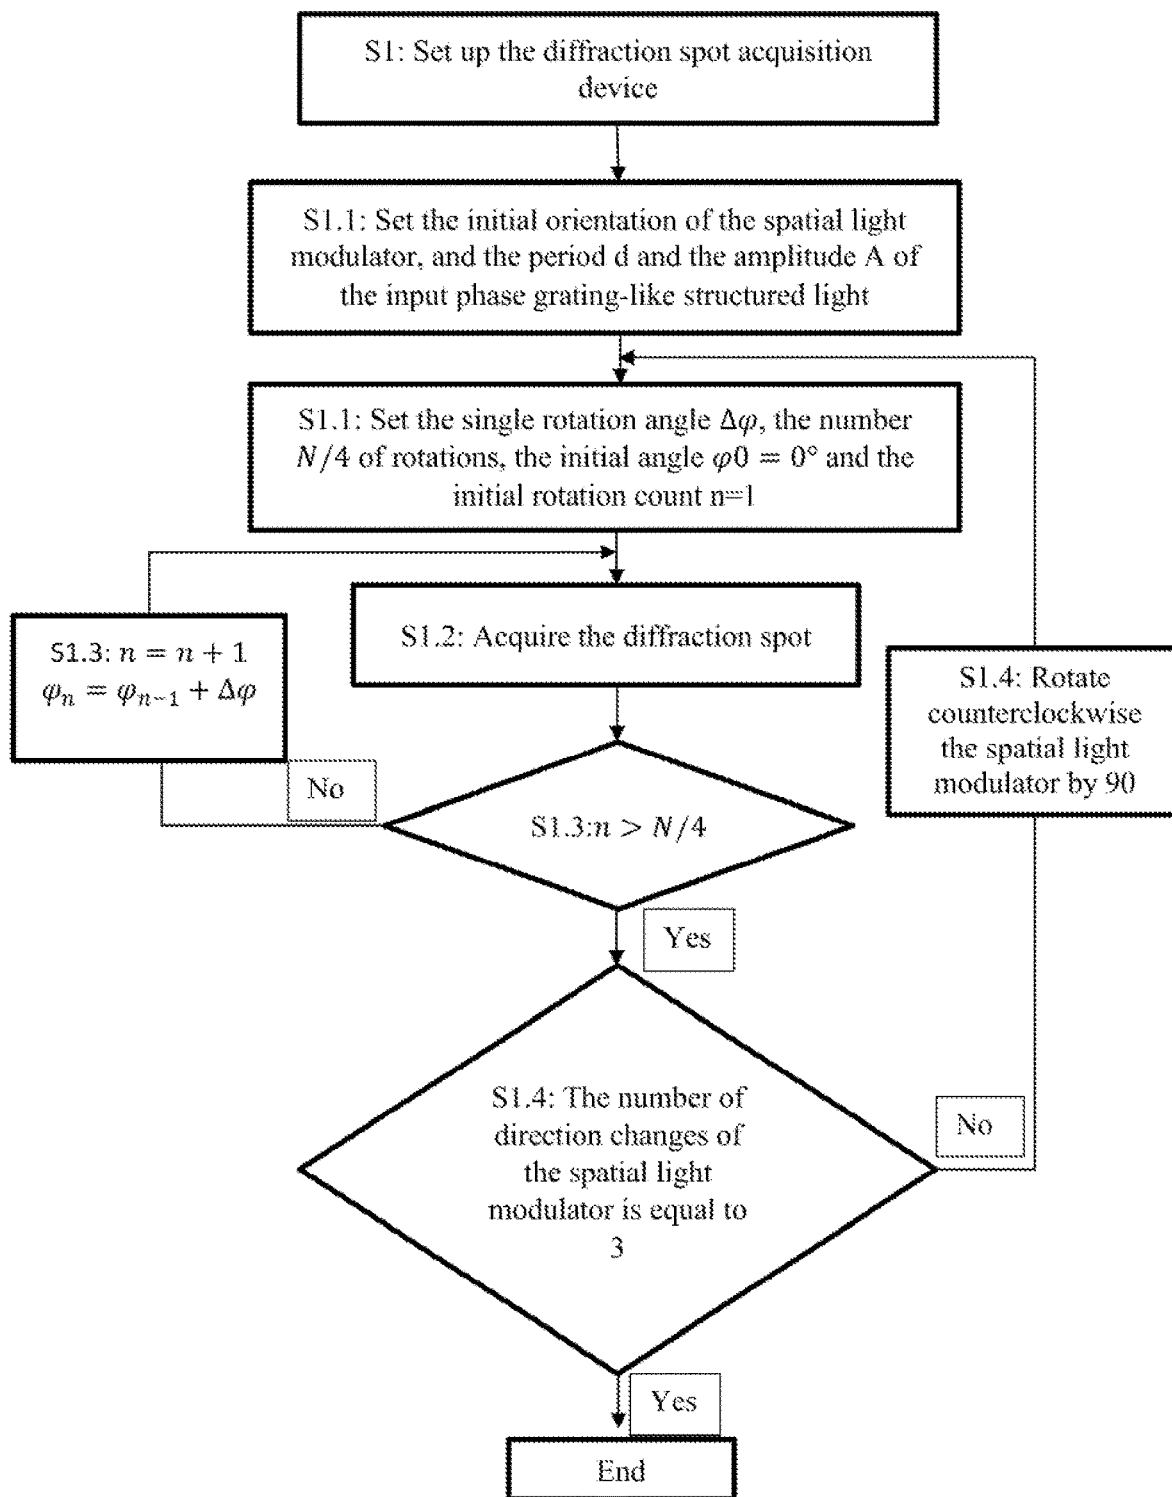 S1: Set up the diffraction spot acquisition
device
S1.1: Set the initial orientation of the spatial light
modulator, and the period d and the amplitude A of
the input phase grating-like structured light
S1.1: Set the single rotation angle Δφ, the number
N/4 of rotations, the initial angle φ0 = 0° and the
initial rotation count n=1
S1.2: Acquire the diffraction spot
S1.3: n = n + 1
φₙ = φₙ₋₁ + Δφ
S1.4: Rotate
counterclockwise
the spatial light
modulator by 90
No
S1.3:n > N/4
Yes
S1.4: The number of
direction changes of
the spatial light
modulator is equal to
3
No
Yes
End